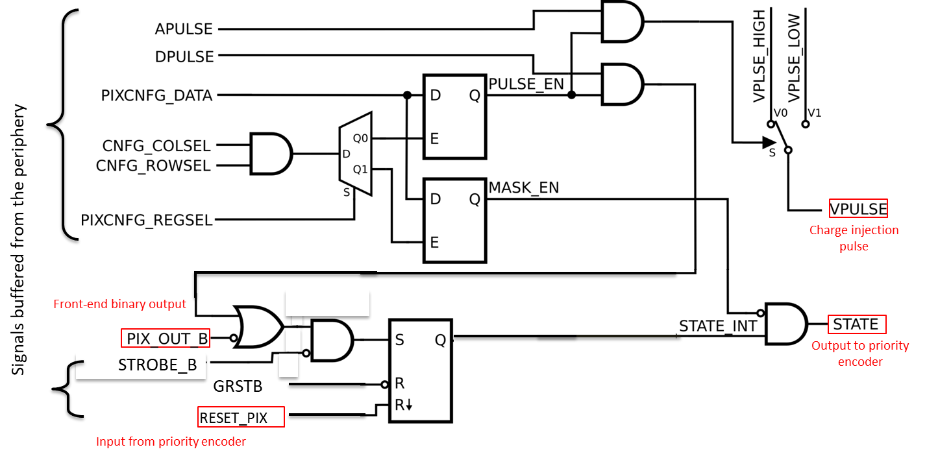 Signals buffered from the periphery
APULSE
DPULSE
PIXCNFG_DATA
CNFG_COLSEL
CNFG_ROWSEL
PIXCNFG_REGSEL
D
S
Q0
Q1
D
Q
E
PULSE_EN
D
Q
E
MASK_EN
VPLSE_HIGH
VPLSE_LOW
V0
V1
S
VPULSE
Charge injection
pulse
Front-end binary output
PIX_OUT_B
STROBE_B
GRSTB
RESET_PIX
Input from priority encoder
S
Q
R
R↓
STATE_INT
STATE
Output to priority
encoder